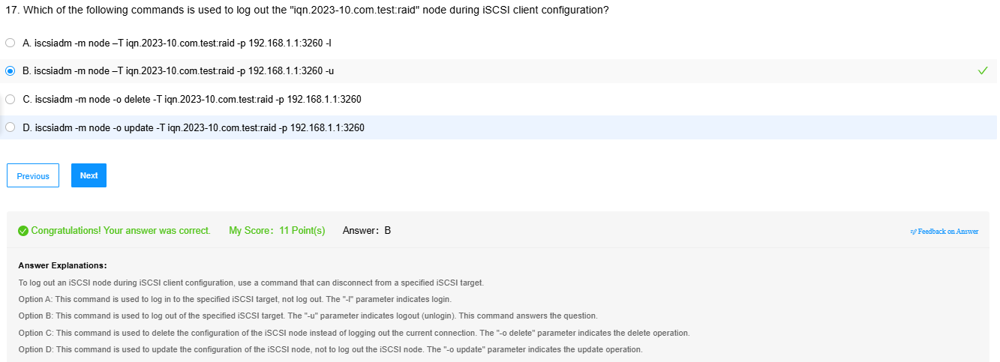 17. Which of the following commands is used to log out the "iqn.2023-10.com.test:raid" node during iSCSI client configuration?
A. iscsiadm -m node –T iqn.2023-10.com.test:raid -p 192.168.1.1:3260 -l
B. iscsiadm -m node –T iqn.2023-10.com.test:raid -p 192.168.1.1:3260 -u
C. iscsiadm -m node -o delete -T iqn.2023-10.com.test:raid -p 192.168.1.1:3260
D. iscsiadm -m node -o update -T iqn.2023-10.com.test:raid -p 192.168.1.1:3260
Previous Next
Congratulations! Your answer was correct. My Score: 11 Point(s) Answer: B Feedback on Answer
Answer Explanations:
To log out an iSCSI node during iSCSI client configuration, use a command that can disconnect from a specified iSCSI target.
Option A: This command is used to log in to the specified iSCSI target, not log out. The "-l" parameter indicates login.
Option B: This command is used to log out of the specified iSCSI target. The "-u" parameter indicates logout (unlogin). This command answers the question.
Option C: This command is used to delete the configuration of the iSCSI node instead of logging out the current connection. The "-o delete" parameter indicates the delete operation.
Option D: This command is used to update the configuration of the iSCSI node, not to log out the iSCSI node. The "-o update" parameter indicates the update operation.